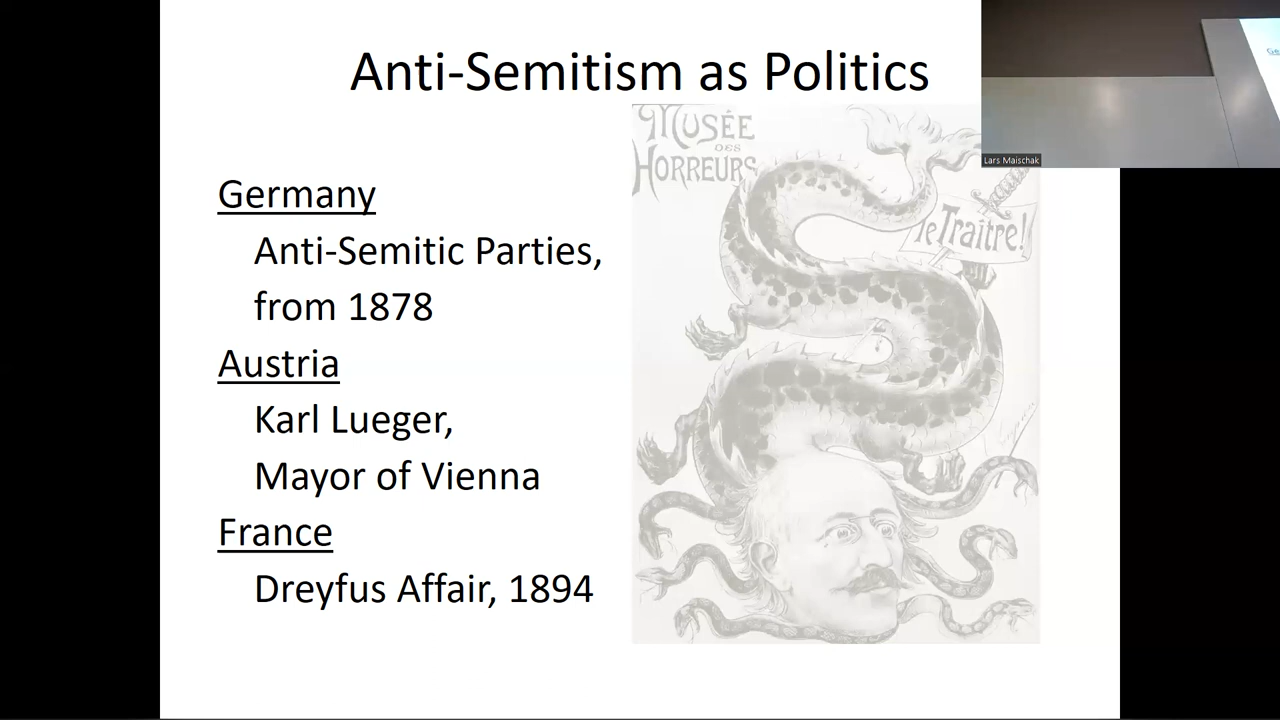 Anti-Semitism as Politics
MUSÉE
DES
HORREURS
le Traître!
Germany
Anti-Semitic Parties,
from 1878
Austria
Karl Lueger,
Mayor of Vienna
France
Dreyfus Affair, 1894
Lars Maischak